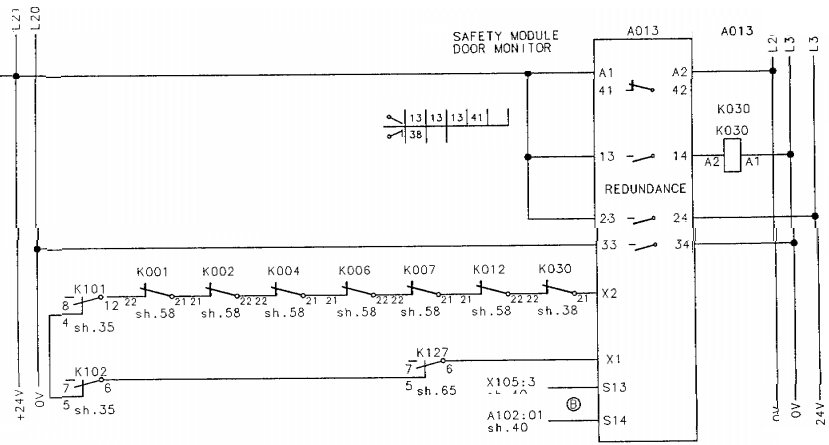 L21 L20
SAFETY MODULE
DOOR MONITOR
A013 A013
L2 L3 L3
A1 A2
41 42
13 13 13 41
38
K030
K030
13 14 A2 A1
REDUNDANCE
23 24
33 34
K001 K002 K004 K006 K007 K012 K030
K101
8 12 22 21 21 22 22 21 21 22 22 21 21 22 22 21 X2
4 sh.35 sh.58 sh.58 sh.58 sh.58 sh.58 sh.58 sh.38
K102 K127
7 6 7 6 X1
5 sh.35 5 sh.65
X105:3 S13
B
A102:01 S14
sh.40
+24V 0V 0V 0V 24V